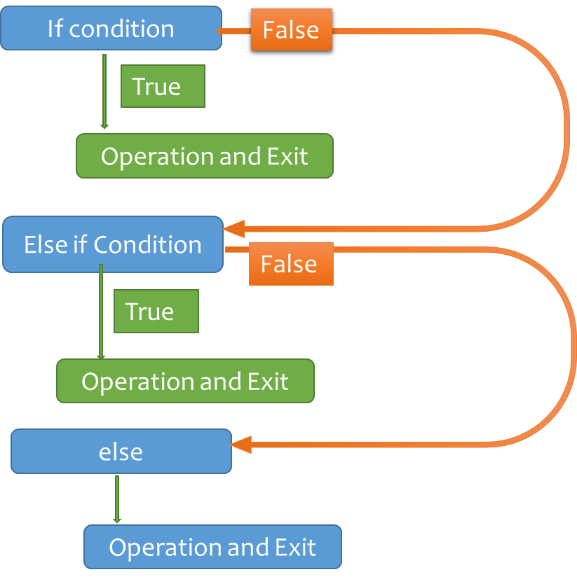 If condition
False
True
Operation and Exit
Else if Condition
False
True
Operation and Exit
else
Operation and Exit